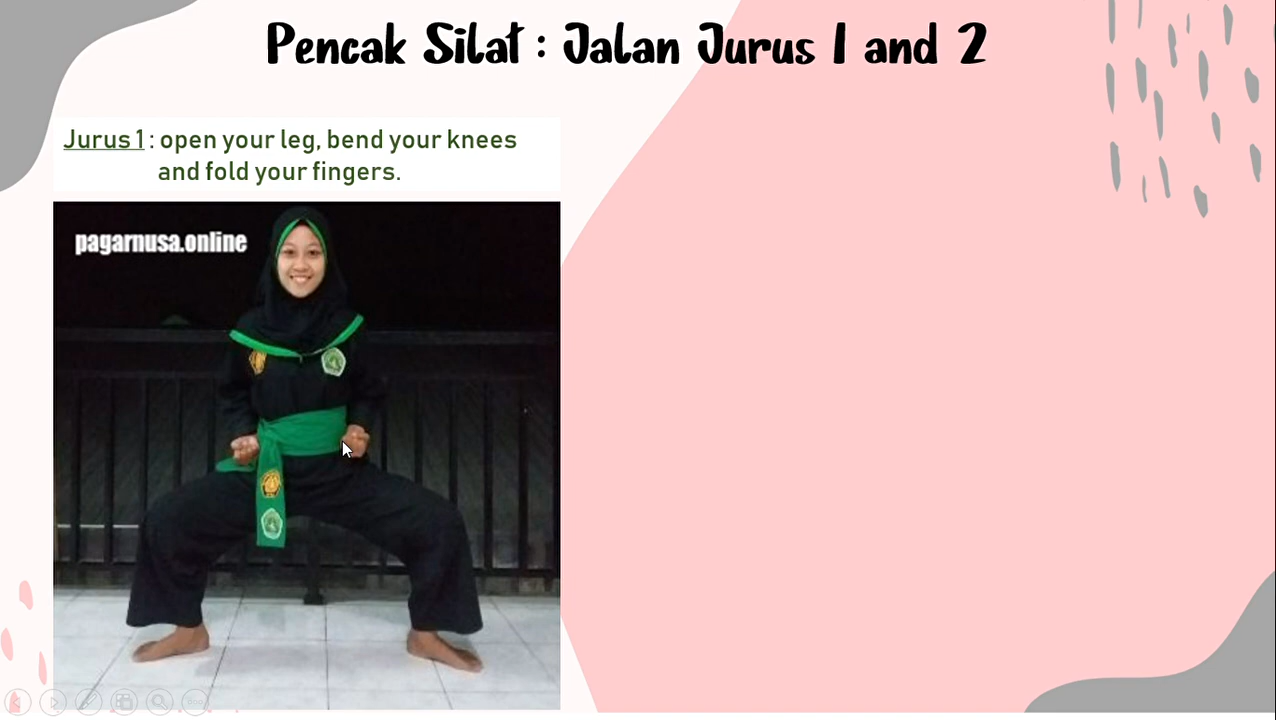 Pencak Silat : Jalan Jurus 1 and 2
Jurus 1 : open your leg, bend your knees
and fold your fingers.
pagarnusa.online